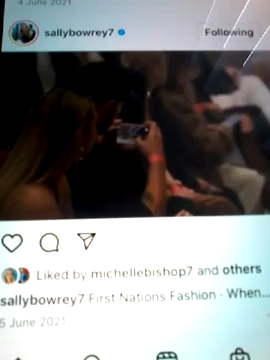 4 June 2021
sallybowrey7
Following
Liked by michellebishop7 and others
sallybowrey7 First Nations Fashion · When...
5 June 2021